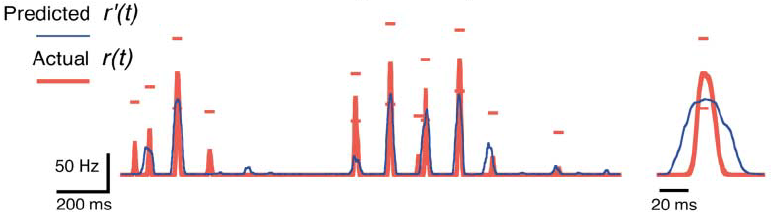 Predicted r'(t)
Actual r(t)
50 Hz
200 ms
20 ms